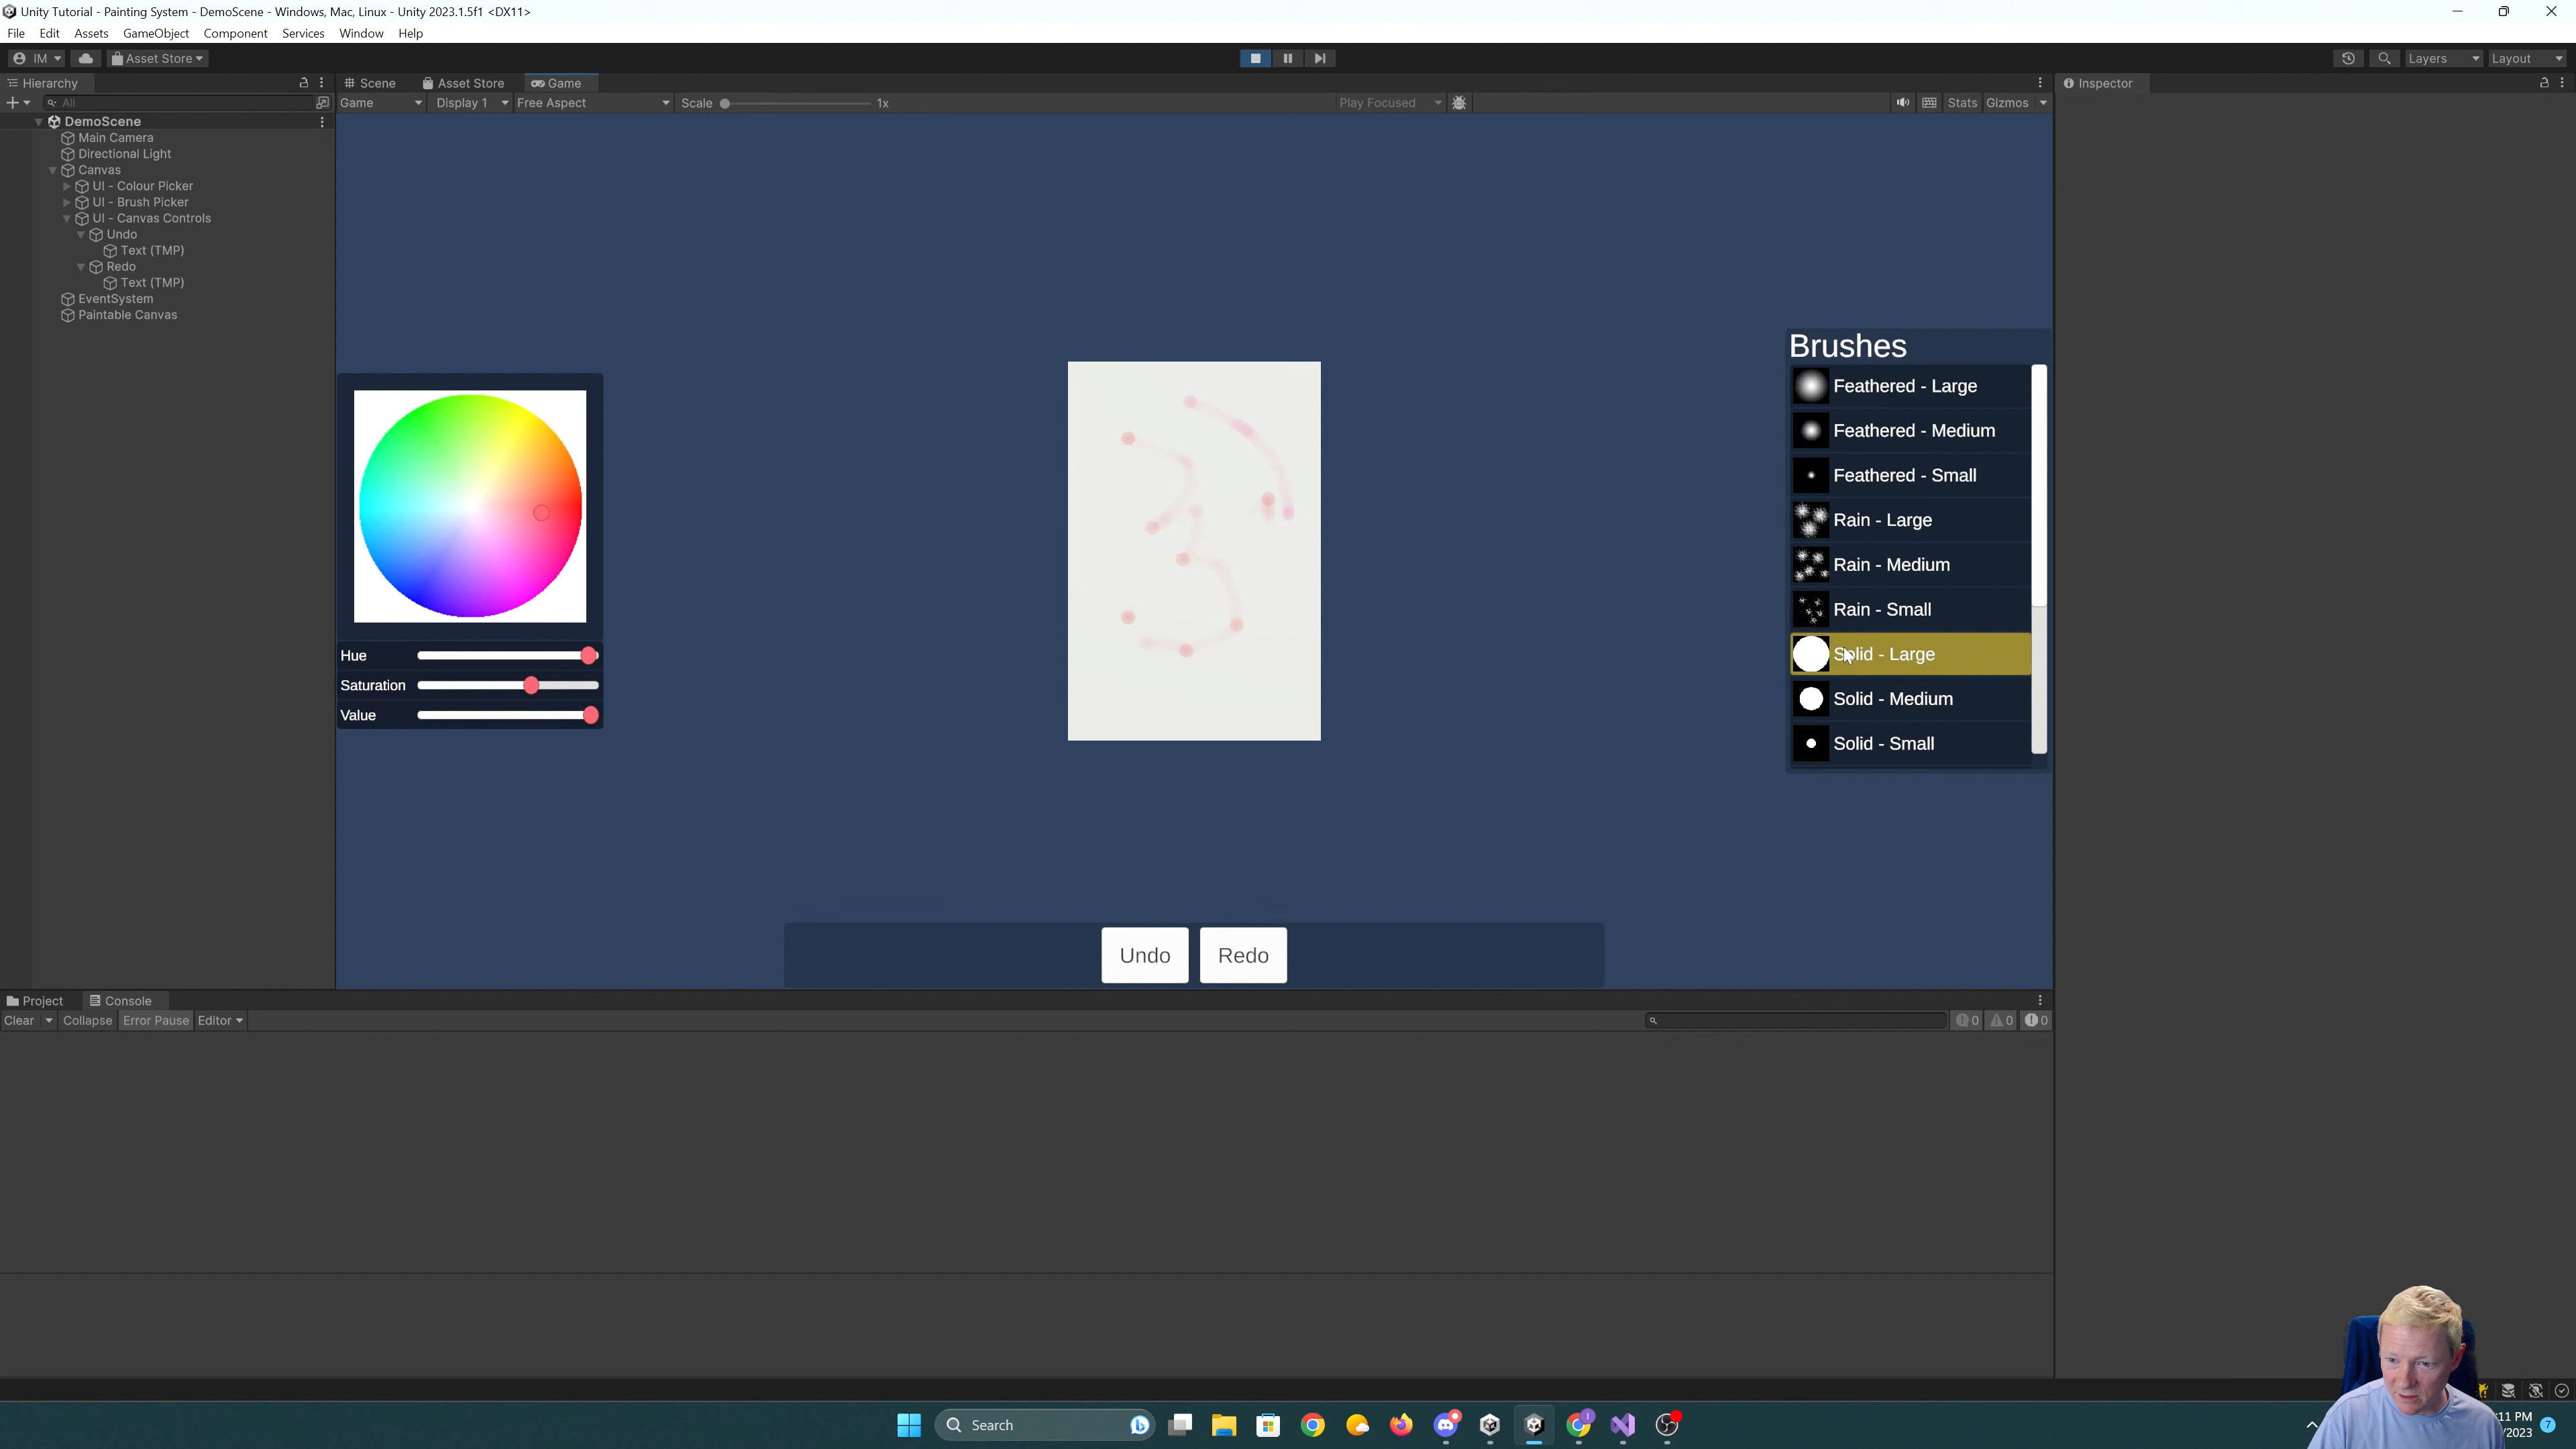 Unity Tutorial - Painting System - DemoScene - Windows, Mac, Linux - Unity 2023.1.5f1 <DX11>
File Edit Assets GameObject Component Services Window Help
IM Asset Store Layers Layout
Hierarchy Scene Asset Store Game Inspector
All Game Display 1 Free Aspect Scale 1x Play Focused Stats Gizmos
DemoScene
Main Camera
Directional Light
Canvas
UI - Colour Picker
UI - Brush Picker
UI - Canvas Controls
Undo
Text (TMP)
Redo
Text (TMP)
EventSystem
Paintable Canvas
Hue
Saturation
Value
Brushes
Feathered - Large
Feathered - Medium
Feathered - Small
Rain - Large
Rain - Medium
Rain - Small
Solid - Large
Solid - Medium
Solid - Small
Undo Redo
Project Console
Clear Collapse Error Pause Editor 0 0 0
Search
11 PM
/2023
7